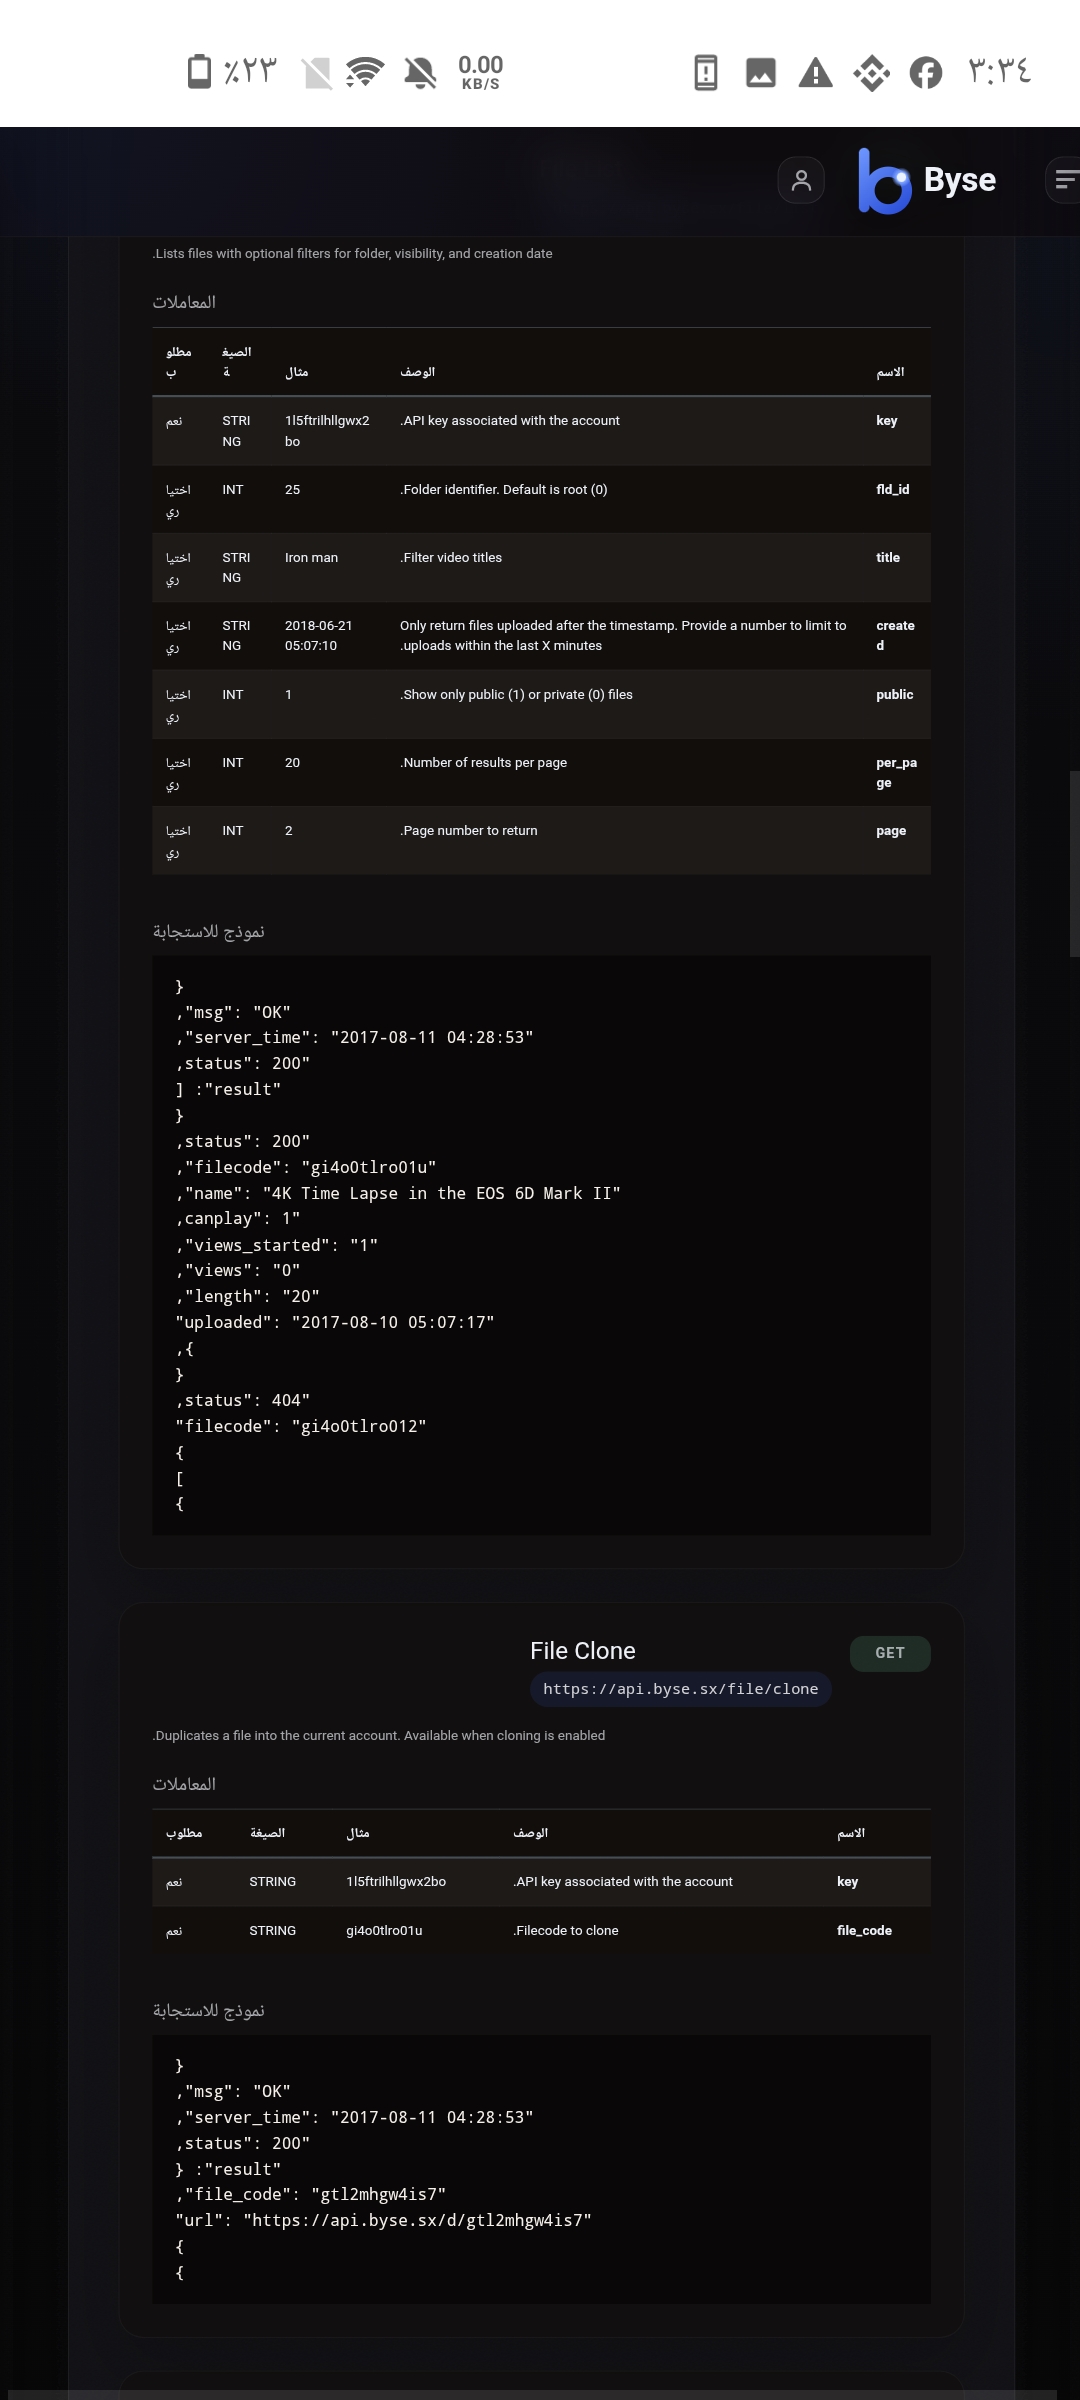 ٣:٣٤
0.00
KB/S
٪٢٣
Byse
.Lists files with optional filters for folder, visibility, and creation date
المعاملات
الاسم الوصف مثال الصيغة مطلوب
key .API key associated with the account 1l5ftrilhllgwx2bo STRING نعم
fld_id .Folder identifier. Default is root (0) 25 INT اختياري
title .Filter video titles Iron man STRING اختياري
created Only return files uploaded after the timestamp. Provide a number to limit to 2018-06-21 STRING اختياري
.uploads within the last X minutes 05:07:10
public .Show only public (1) or private (0) files 1 INT اختياري
per_page .Number of results per page 20 INT اختياري
page .Page number to return 2 INT اختياري
نموذج للاستجابة
}
,"msg": "OK"
,"server_time": "2017-08-11 04:28:53"
,status": 200"
] :"result"
}
,status": 200"
,"filecode": "gi4o0tlro01u"
,"name": "4K Time Lapse in the EOS 6D Mark II"
,canplay": 1"
,"views_started": "1"
,"views": "0"
,"length": "20"
"uploaded": "2017-08-10 05:07:17"
,{
}
,status": 404"
"filecode": "gi4o0tlro012"
{
[
{
File Clone
GET
https://api.byse.sx/file/clone
.Duplicates a file into the current account. Available when cloning is enabled
المعاملات
الاسم الوصف مثال الصيغة مطلوب
key .API key associated with the account 1l5ftrilhllgwx2bo STRING نعم
file_code .Filecode to clone gi4o0tlro01u STRING نعم
نموذج للاستجابة
}
,"msg": "OK"
,"server_time": "2017-08-11 04:28:53"
,status": 200"
} :"result"
,"file_code": "gtl2mhgw4is7"
"url": "https://api.byse.sx/d/gtl2mhgw4is7"
{
{